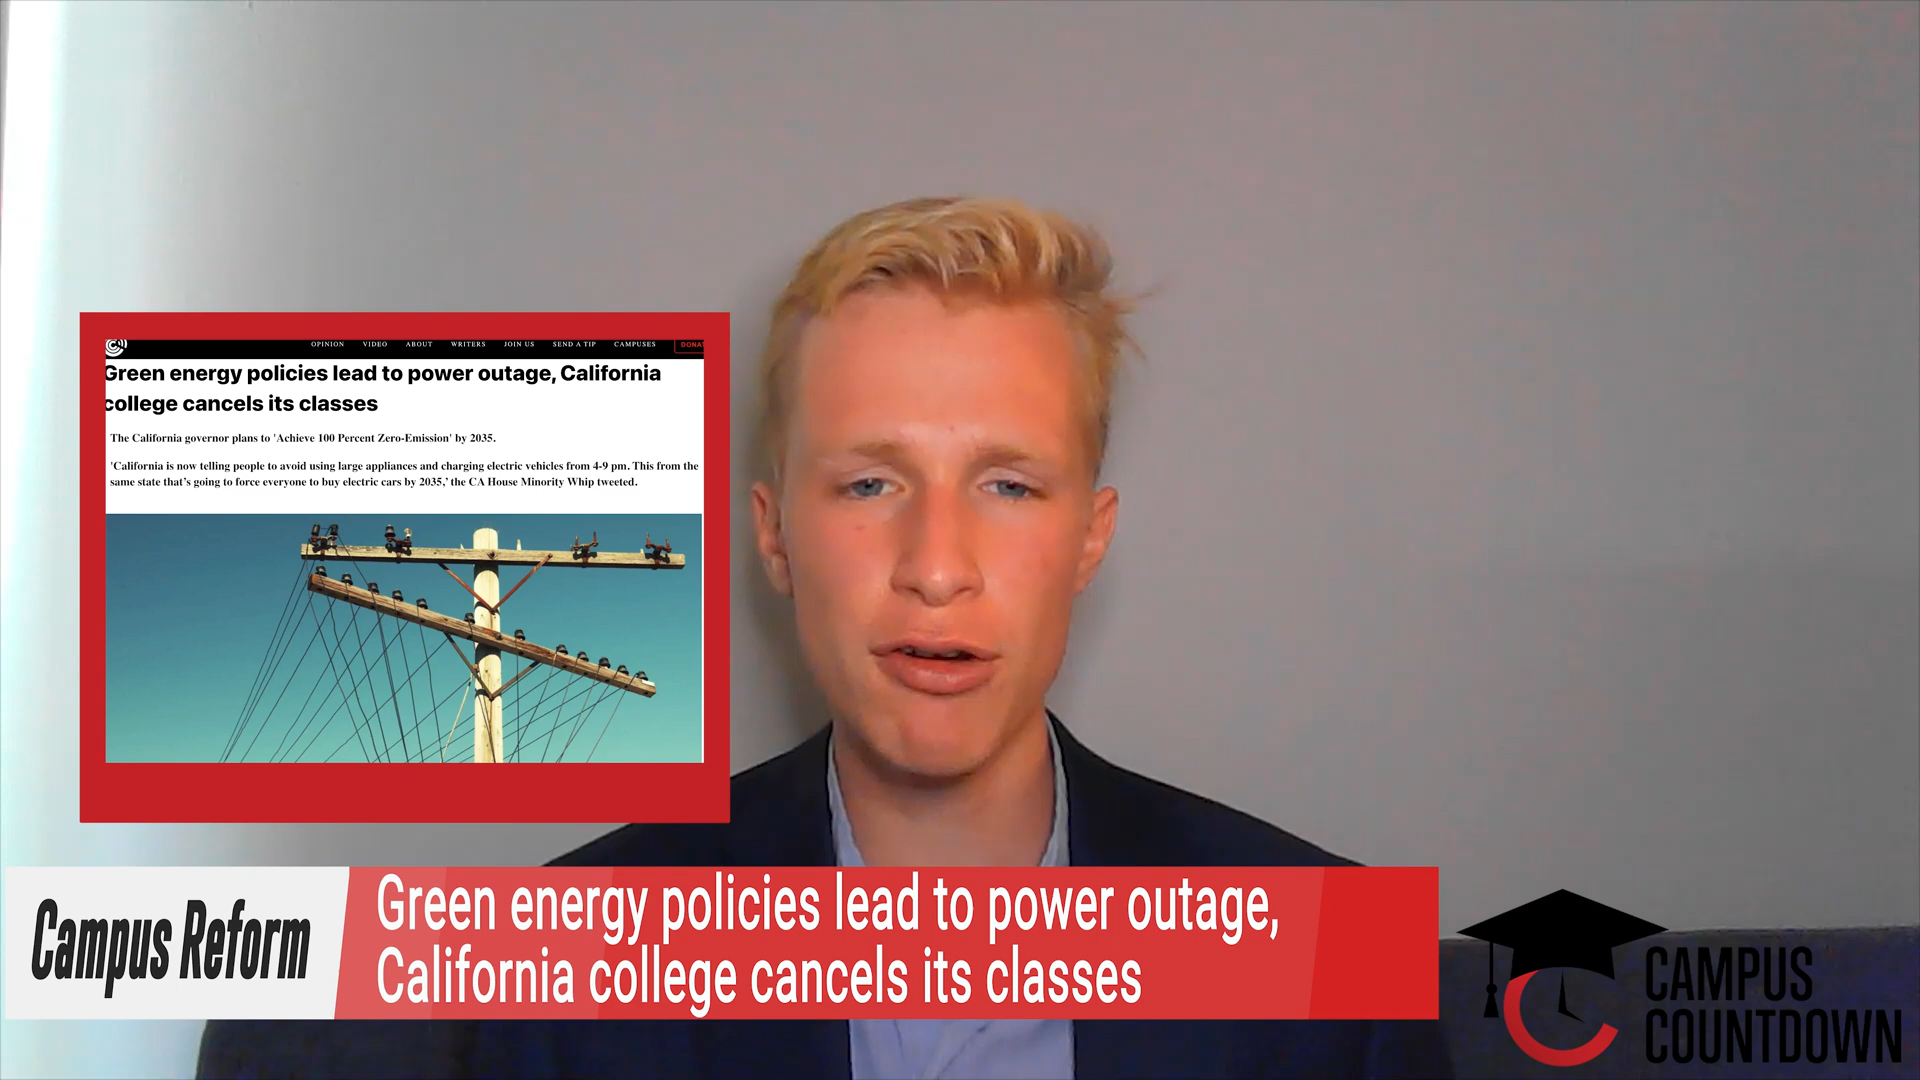 OPINION VIDEO ABOUT WRITERS JOIN US SEND A TIP CAMPUSES DONAT
Green energy policies lead to power outage, California
college cancels its classes
The California governor plans to 'Achieve 100 Percent Zero-Emission' by 2035.
'California is now telling people to avoid using large appliances and charging electric vehicles from 4-9 pm. This from the
same state that's going to force everyone to buy electric cars by 2035,' the CA House Minority Whip tweeted.
Campus Reform
Green energy policies lead to power outage,
California college cancels its classes
CAMPUS
COUNTDOWN